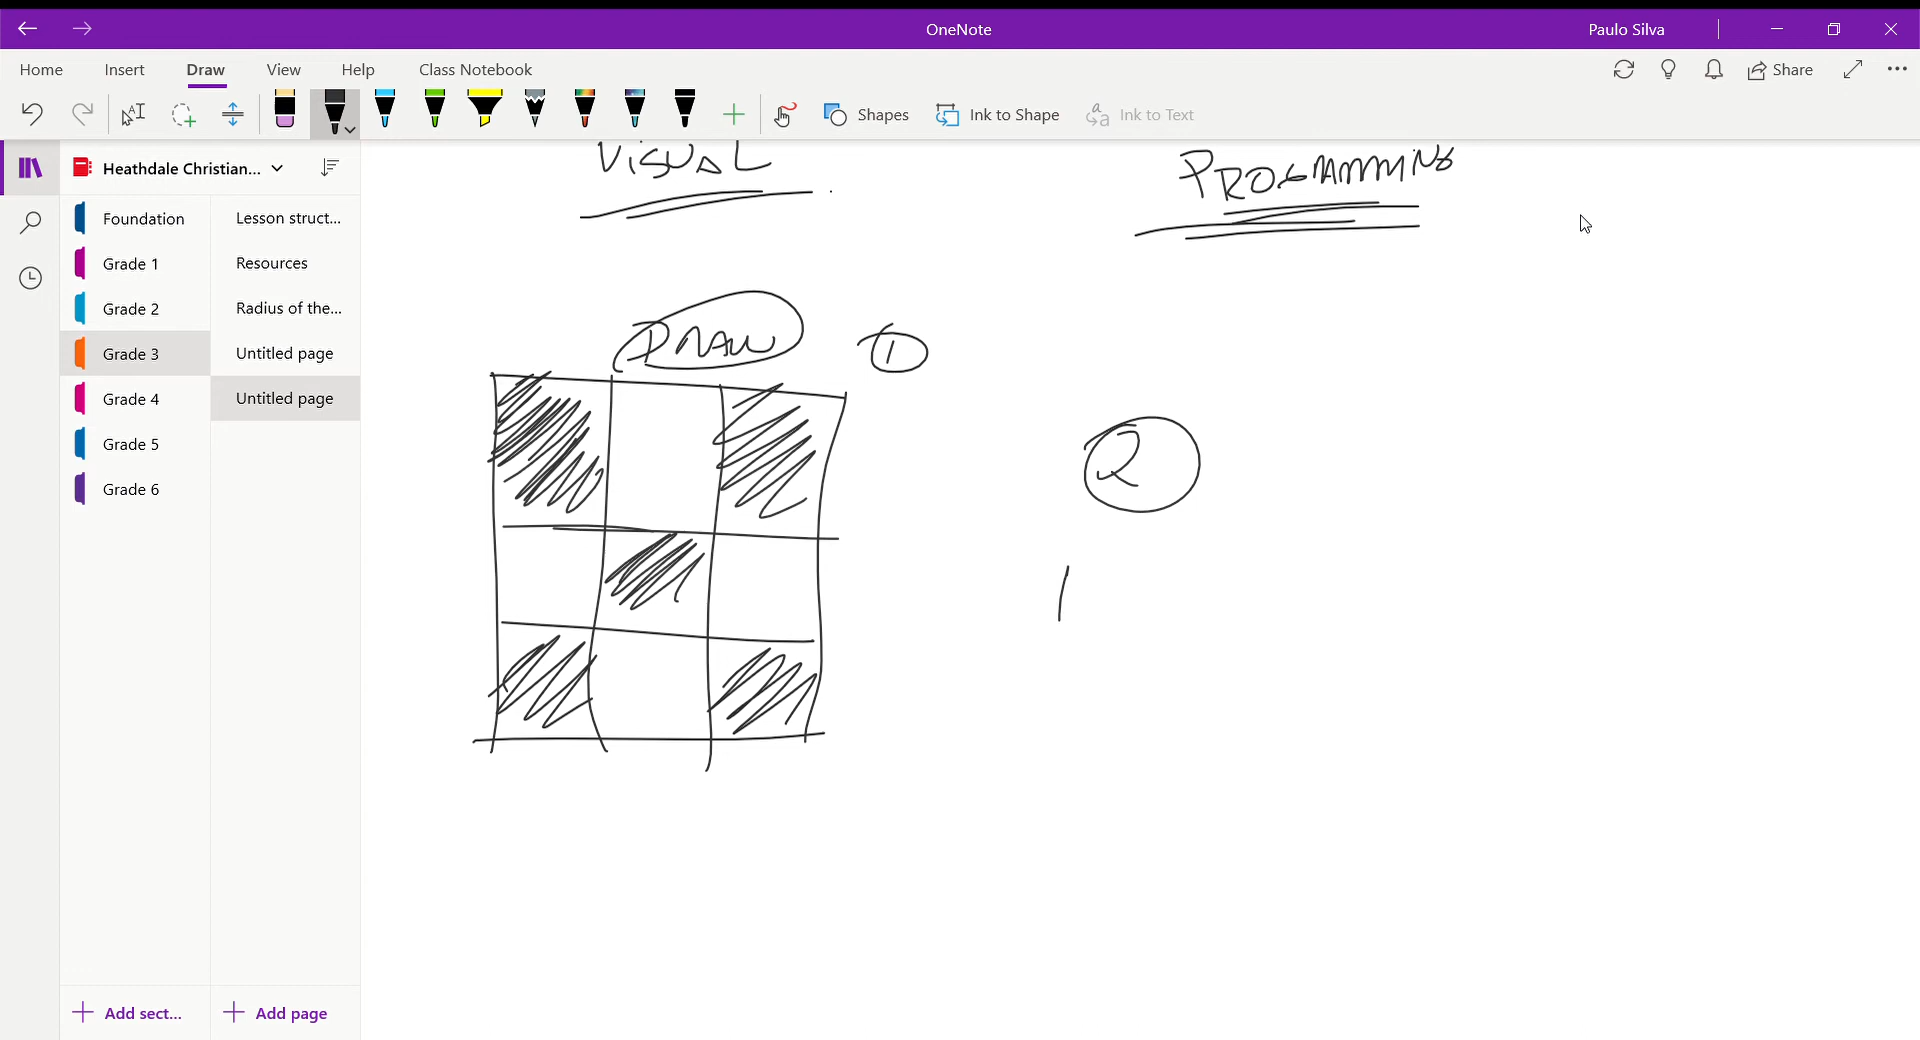 OneNote
Paulo Silva
Home Insert Draw View Help Class Notebook
Share
Shapes Ink to Shape Ink to Text
Heathdale Christian...
Foundation
Grade 1
Grade 2
Grade 3
Grade 4
Grade 5
Grade 6
Lesson struct...
Resources
Radius of the...
Untitled page
Untitled page
VISUAL
PROGRAMMING
DRAW 1
2
1
Add sect...
Add page